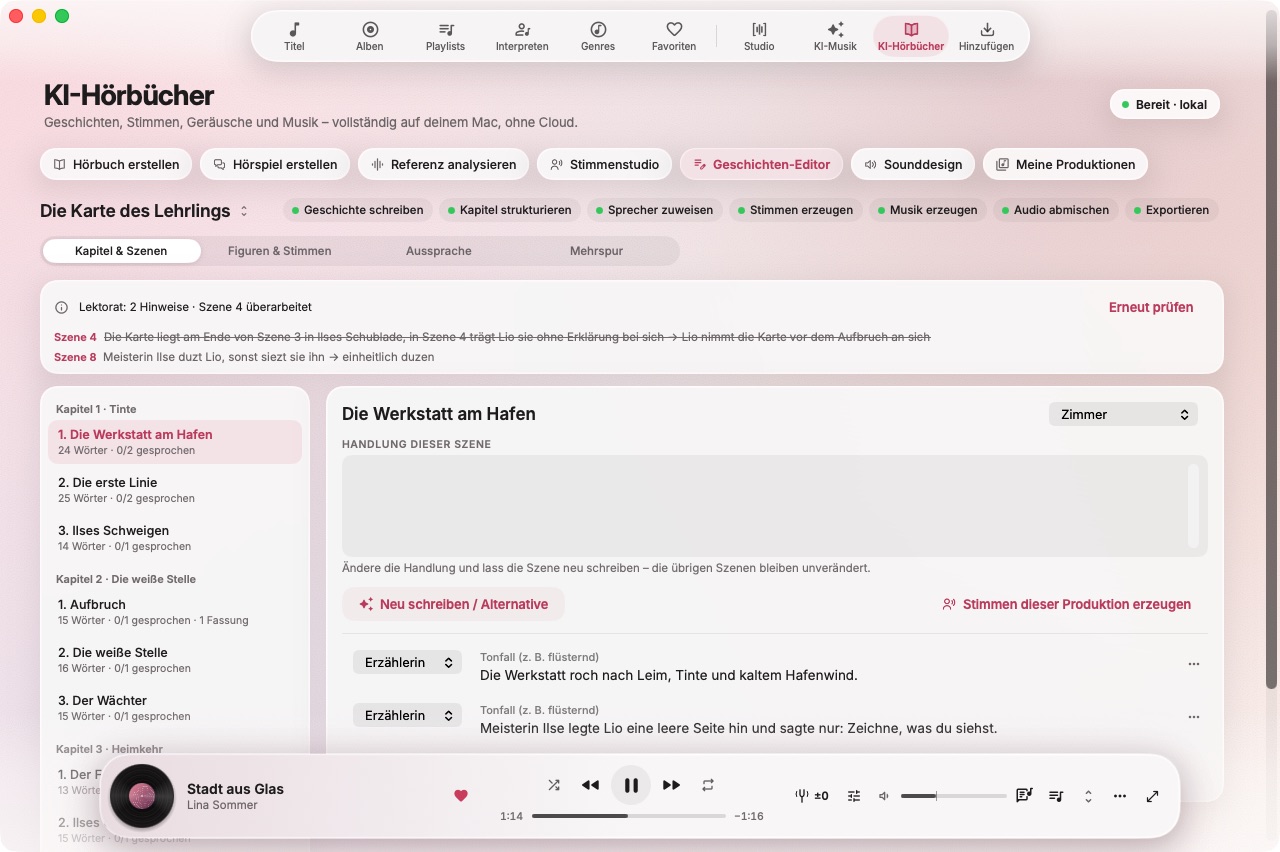 Titel
Alben
Playlists
Interpreten
Genres
Favoriten
Studio
KI-Musik
KI-Hörbücher
Hinzufügen
KI-Hörbücher
Bereit · lokal
Geschichten, Stimmen, Geräusche und Musik – vollständig auf deinem Mac, ohne Cloud.
Hörbuch erstellen
Hörspiel erstellen
Referenz analysieren
Stimmenstudio
Geschichten-Editor
Sounddesign
Meine Produktionen
Die Karte des Lehrlings
Geschichte schreiben
Kapitel strukturieren
Sprecher zuweisen
Stimmen erzeugen
Musik erzeugen
Audio abmischen
Exportieren
Kapitel & Szenen
Figuren & Stimmen
Aussprache
Mehrspur
Lektorat: 2 Hinweise · Szene 4 überarbeitet
Erneut prüfen
Szene 4 Die Karte liegt am Ende von Szene 3 in Ilses Schublade, in Szene 4 trägt Lio sie ohne Erklärung bei sich → Lio nimmt die Karte vor dem Aufbruch an sich
Szene 8 Meisterin Ilse duzt Lio, sonst siezt sie ihn → einheitlich duzen
Kapitel 1 · Tinte
1. Die Werkstatt am Hafen
24 Wörter · 0/2 gesprochen
2. Die erste Linie
25 Wörter · 0/2 gesprochen
3. Ilses Schweigen
14 Wörter · 0/1 gesprochen
Kapitel 2 · Die weiße Stelle
1. Aufbruch
15 Wörter · 0/1 gesprochen · 1 Fassung
2. Die weiße Stelle
16 Wörter · 0/1 gesprochen
3. Der Wächter
15 Wörter · 0/1 gesprochen
Kapitel 3 · Heimkehr
1. Der
13
2. Ilses
15 Wörter · 0/1 gesprochen
Die Werkstatt am Hafen
Zimmer
HANDLUNG DIESER SZENE
Ändere die Handlung und lass die Szene neu schreiben – die übrigen Szenen bleiben unverändert.
Neu schreiben / Alternative
Stimmen dieser Produktion erzeugen
Erzählerin
Tonfall (z. B. flüsternd)
Die Werkstatt roch nach Leim, Tinte und kaltem Hafenwind.
Erzählerin
Tonfall (z. B. flüsternd)
Meisterin Ilse legte Lio eine leere Seite hin und sagte nur: Zeichne, was du siehst.
Stadt aus Glas
Lina Sommer
1:14
−1:16
±0